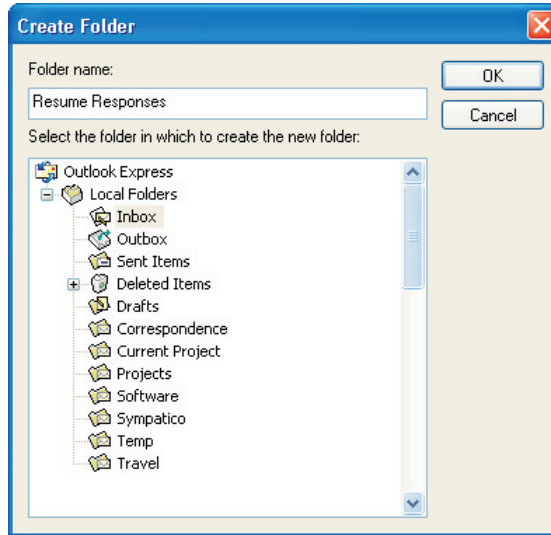 Create Folder
Folder name:
OK
Resume Responses
Cancel
Select the folder in which to create the new folder:
Outlook Express
Local Folders
Inbox
Outbox
Sent Items
Deleted Items
Drafts
Correspondence
Current Project
Projects
Software
Sympatico
Temp
Travel